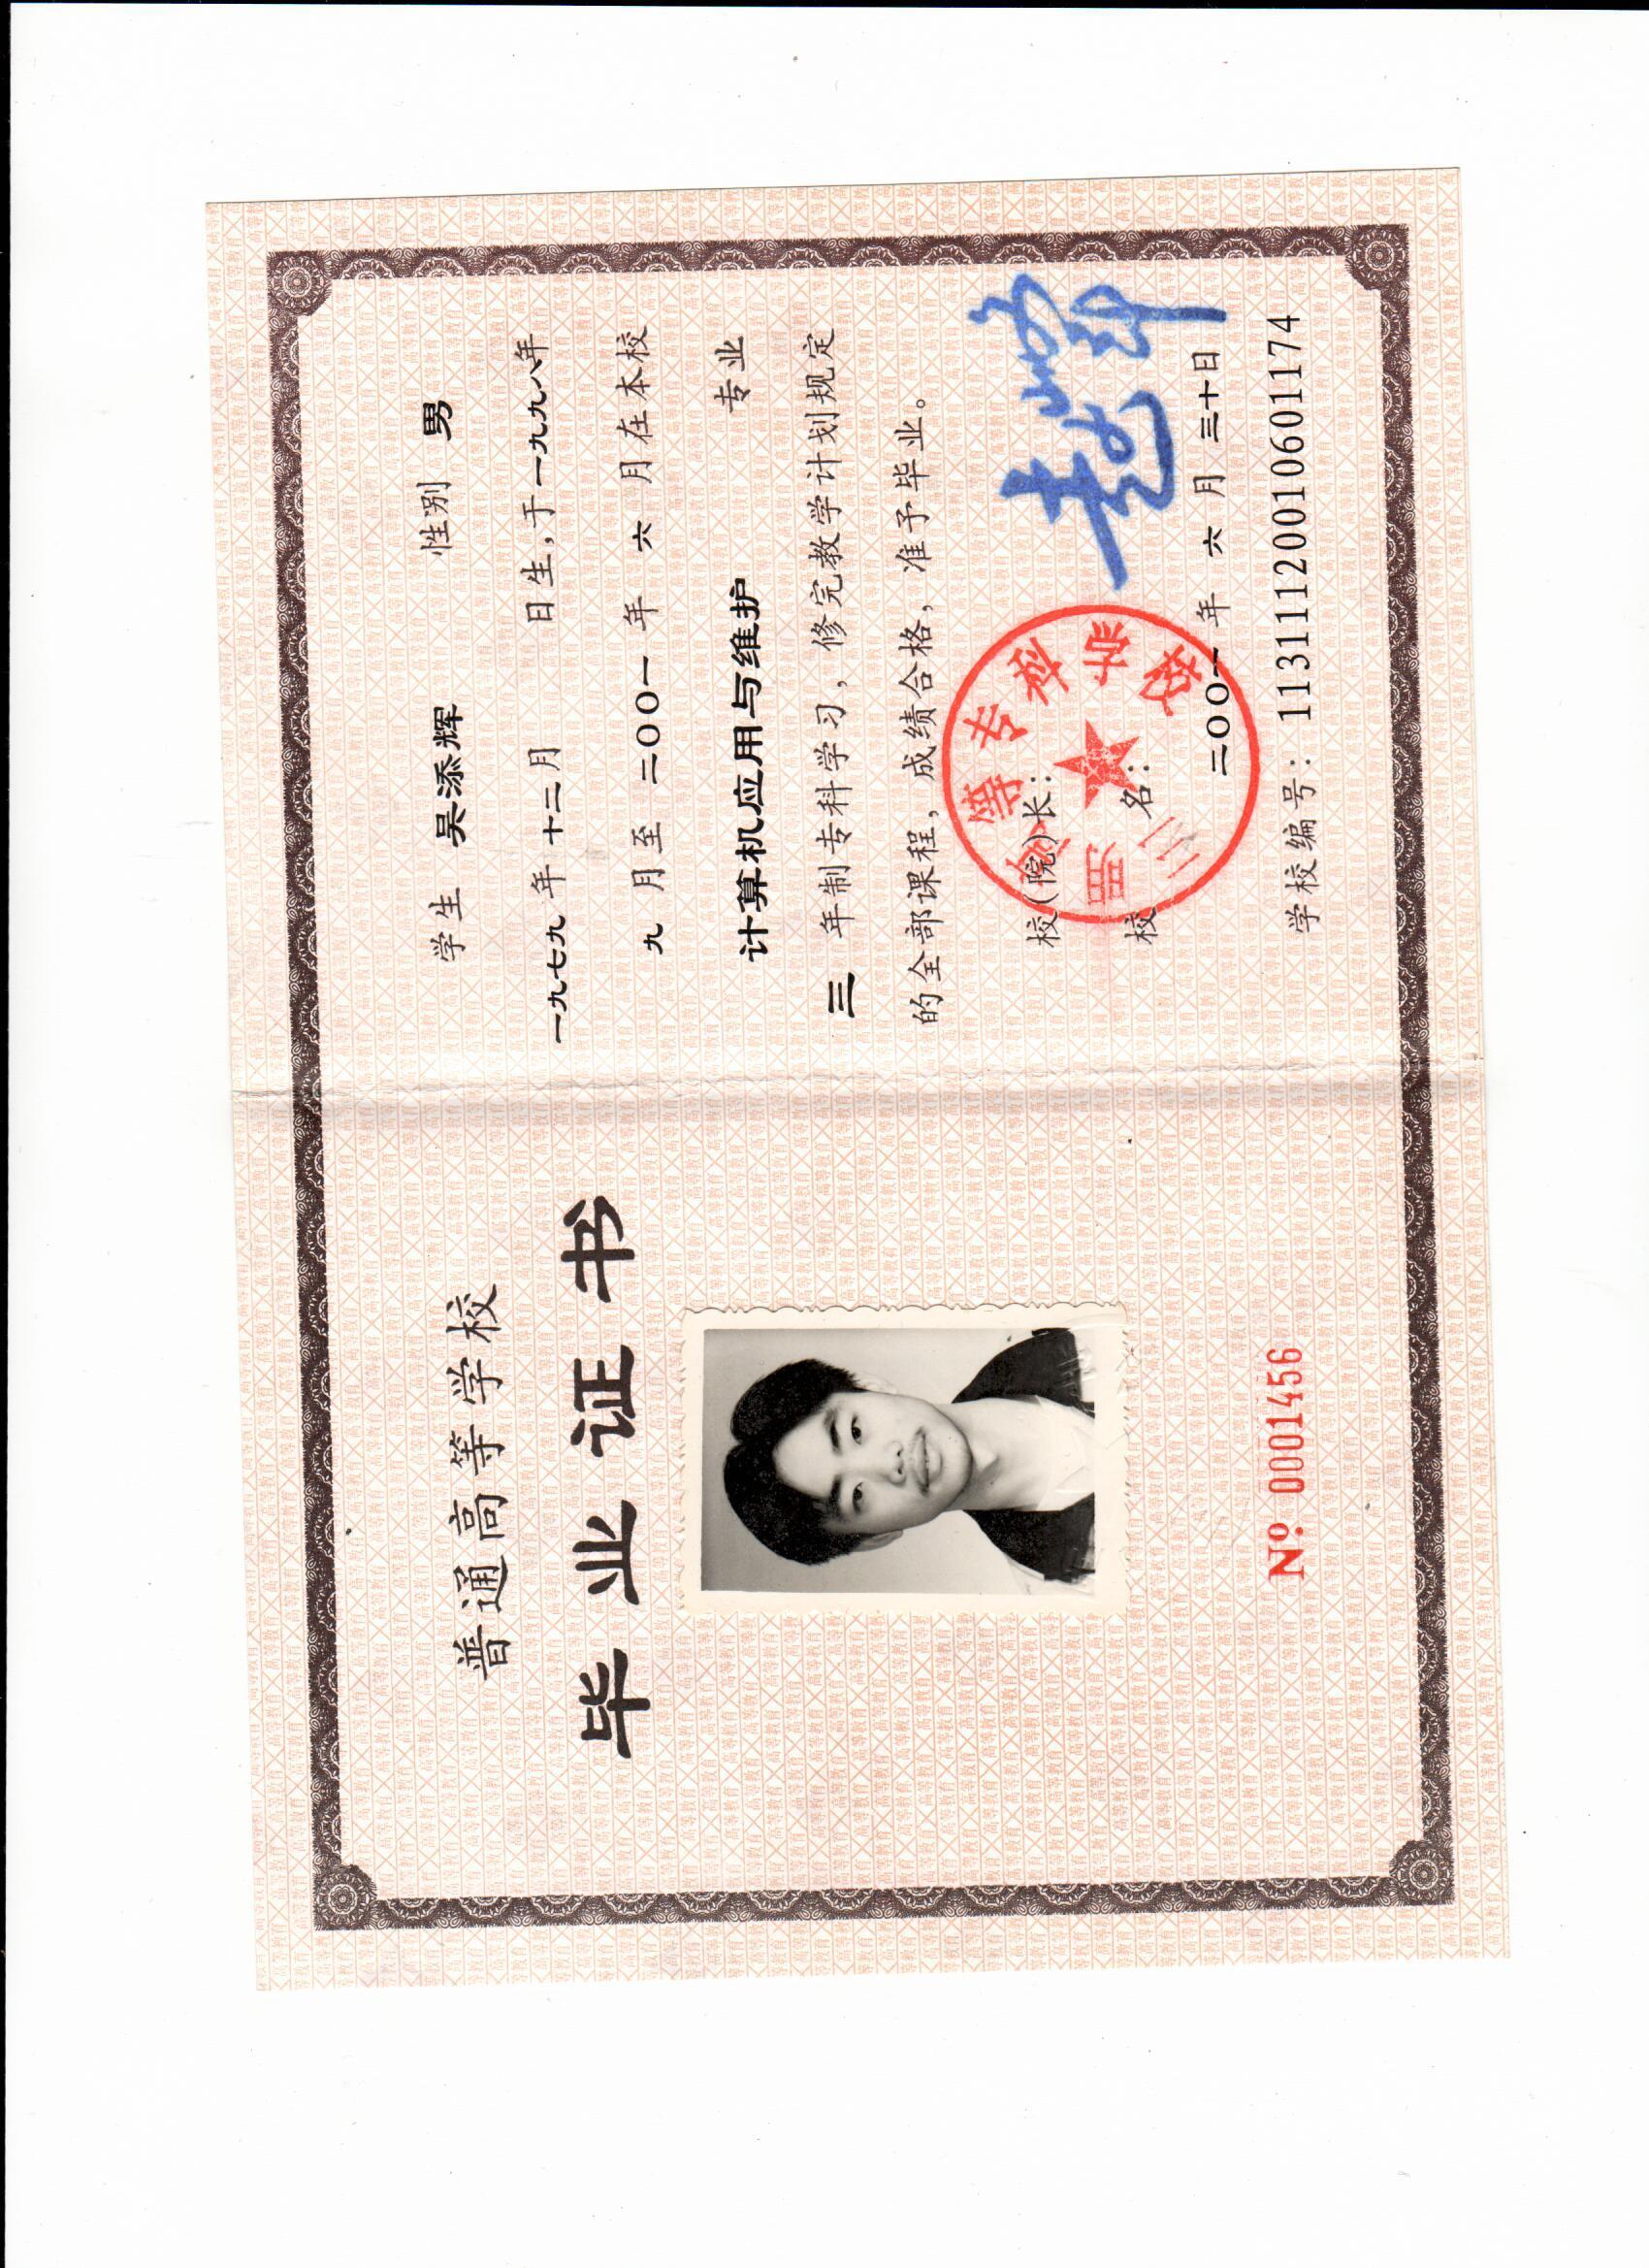 普通高等学校
毕业证书
№ 0001456
学生 吴添辉 性别 男
一九七九年十二月 日生,于一九九八年
九月至二〇〇一年六月在本校
计算机应用与维护 专业
三年制专科学习，修完教学计划规定
的全部课程，成绩合格，准予毕业。
校(院)长：
校 名：
二〇〇一年六月三十日
学校编号：113111200106011174